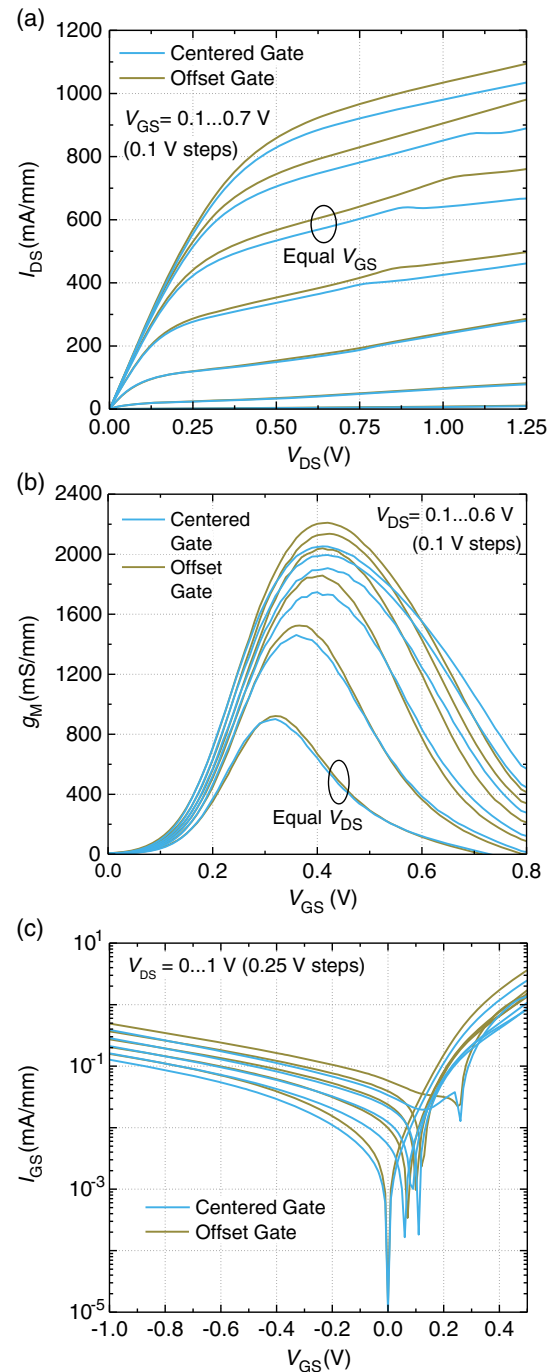 (a)
1200
1000
800
600
400
200
0
Centered Gate
Offset Gate
V_GS= 0.1...0.7 V
(0.1 V steps)
Equal V_GS
I_DS(mA/mm)
0.00 0.25 0.50 0.75 1.00 1.25
V_DS(V)
(b)
2400
2000
1600
1200
800
400
0
Centered
Gate
Offset
Gate
V_DS= 0.1...0.6 V
(0.1 V steps)
Equal V_DS
g_M(mS/mm)
0.0 0.2 0.4 0.6 0.8
V_GS (V)
(c)
10^1
10^-1
10^-3
10^-5
V_DS = 0...1 V (0.25 V steps)
Centered Gate
Offset Gate
I_GS(mA/mm)
-1.0 -0.8 -0.6 -0.4 -0.2 0.0 0.2 0.4
V_GS(V)